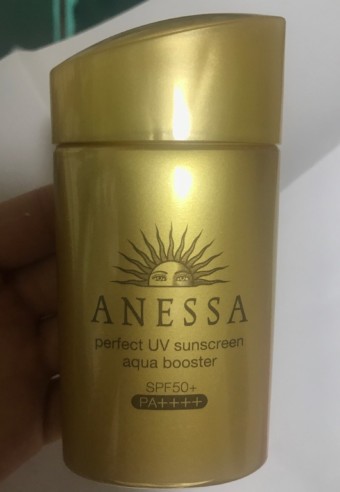 ANESSA
perfect UV sunscreen
aqua booster
SPF50+
PA++++